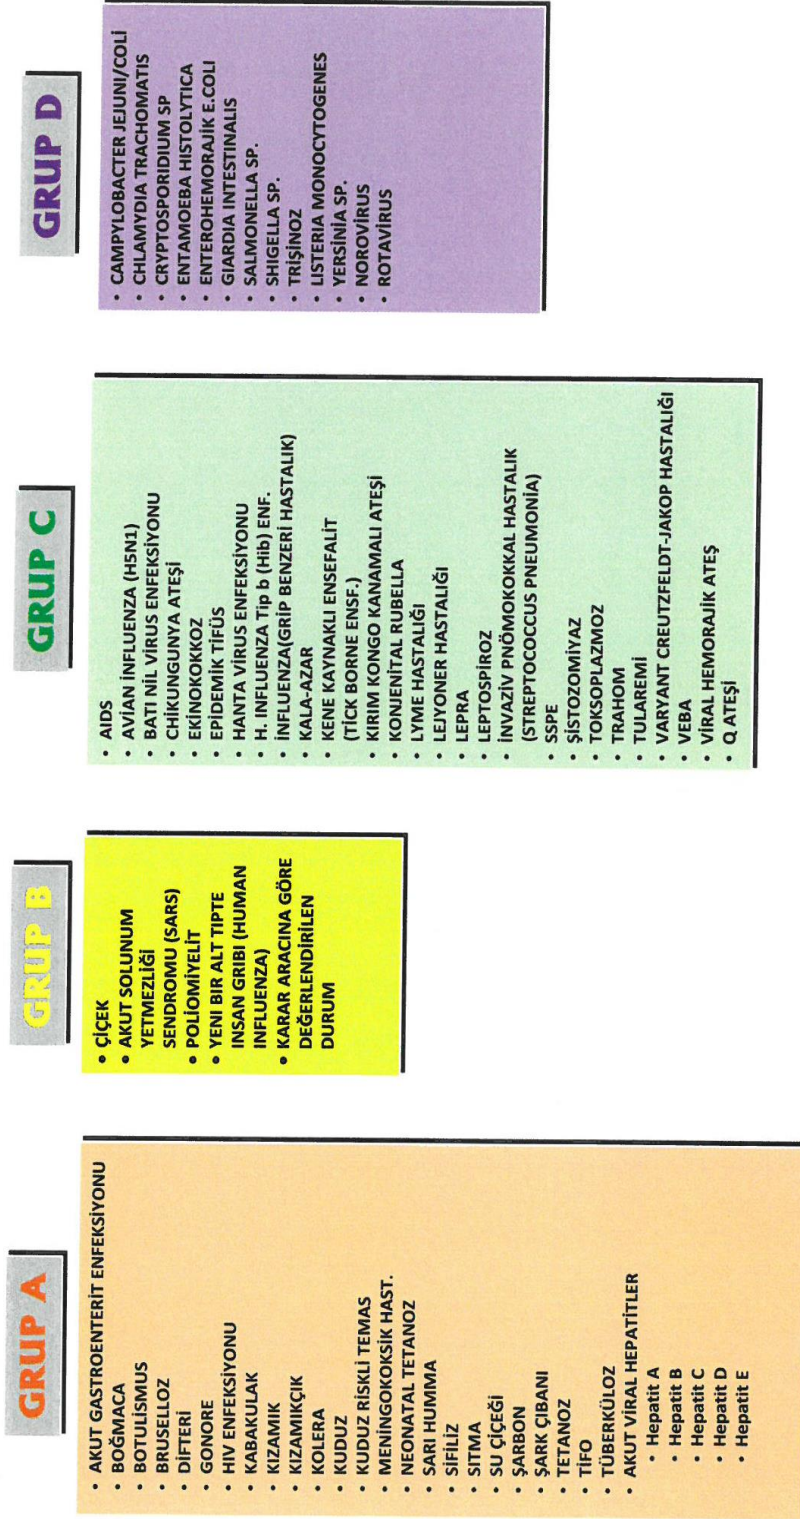 GRUP A
• AKUT GASTROENTERİT ENFEKSİYONU
• BOĞMACA
• BOTULİSMUS
• BRUSELLOZ
• DİFTERİ
• GONORE
• HIV ENFEKSİYONU
• KABAKULAK
• KIZAMIK
• KIZAMIKÇIK
• KOLERA
• KUDUZ
• KUDUZ RİSKLİ TEMAS
• MENİNGOKOKSİK HAST.
• NEONATAL TETANOZ
• SARI HUMMA
• SİFİLİZ
• SITMA
• SU ÇİÇEĞİ
• ŞARBON
• ŞARK ÇIBANI
• TETANOZ
• TİFO
• TÜBERKÜLOZ
• AKUT VİRAL HEPATİTLER
• Hepatit A
• Hepatit B
• Hepatit C
• Hepatit D
• Hepatit E
GRUP B
• ÇİÇEK
• AKUT SOLUNUM
YETMEZLİĞİ
SENDROMU (SARS)
• POLİOMİYELİT
• YENI BIR ALT TIPTE
INSAN GRIBI (HUMAN
INFLUENZA)
• KARAR ARACINA GÖRE
DEĞERLENDİRİLEN
DURUM
GRUP C
• AIDS
• AVİAN İNFLUENZA (H5N1)
• BATI NİL VİRUS ENFEKSİYONU
• CHİKUNGUNYA ATEŞİ
• EKİNOKOKKOZ
• EPİDEMİK TİFÜS
• HANTA VİRUS ENFEKSİYONU
• H. INFLUENZA Tip b (Hib) ENF.
• İNFLUENZA(GRİP BENZERİ HASTALIK)
• KALA-AZAR
• KENE KAYNAKLI ENSEFALİT
(TİCK BORNE ENSF.)
• KIRIM KONGO KANAMALI ATEŞİ
• KONJENİTAL RUBELLA
• LYME HASTALIĞI
• LEJYONER HASTALIĞI
• LEPRA
• LEPTOSPİROZ
• İNVAZİV PNÖMOKOKKAL HASTALIK
(STREPTOCOCCUS PNEUMONİA)
• SSPE
• ŞİSTOZOMİYAZ
• TOKSOPLAZMOZ
• TRAHOM
• TULAREMİ
• VARYANT CREUTZFELDT-JAKOP HASTALIĞI
• VEBA
• VİRAL HEMORAJİK ATEŞ
• Q ATEŞİ
GRUP D
• CAMPYLOBACTER JEJUNI/COLİ
• CHLAMYDIA TRACHOMATIS
• CRYPTOSPORIDIUM SP
• ENTAMOEBA HISTOLYTICA
• ENTEROHEMORAJİK E.COLI
• GIARDIA INTESTINALIS
• SALMONELLA SP.
• SHIGELLA SP.
• TRİŞİNOZ
• LISTERIA MONOCYTOGENES
• YERSİNİA SP.
• NOROVİRUS
• ROTAVİRUS